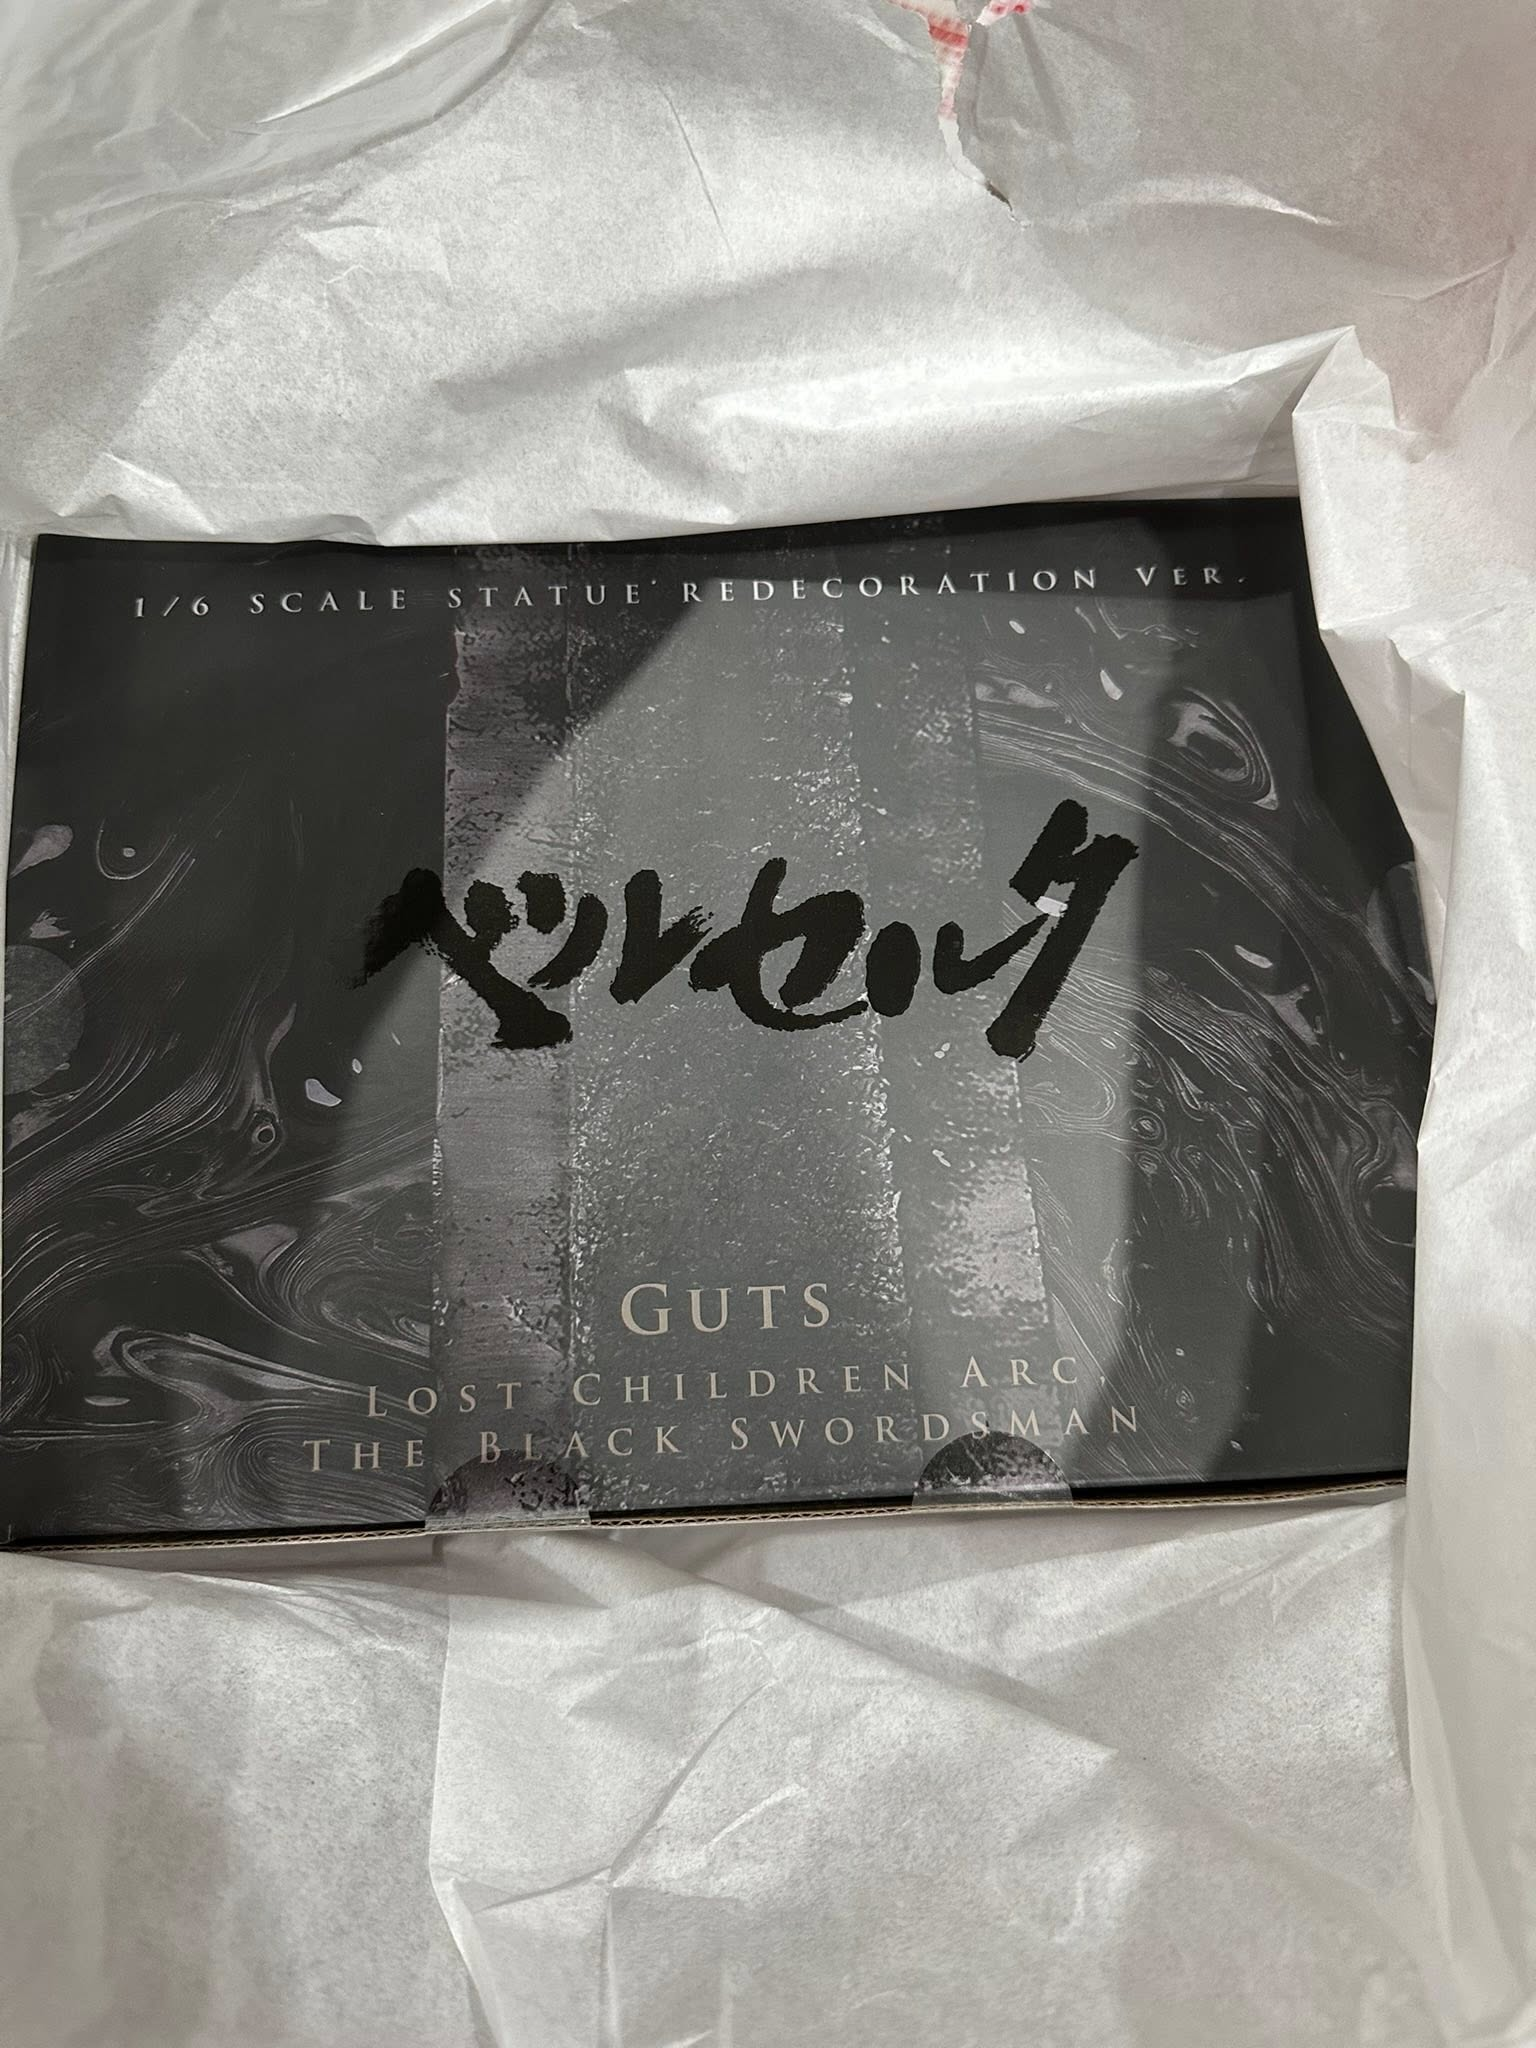 1/6 SCALE STATUE REDECORATION VER.
ベルセルク
GUTS
LOST CHILDREN ARC,
THE BLACK SWORDSMAN